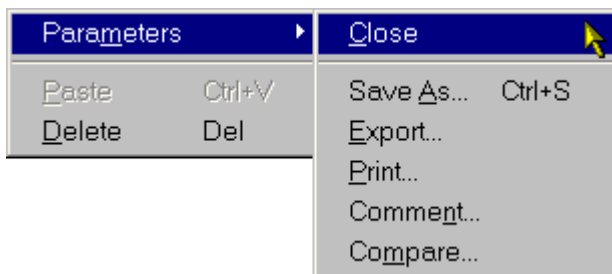 Parameters
Paste Ctrl+V
Delete Del
Close
Save As... Ctrl+S
Export...
Print...
Comment...
Compare...